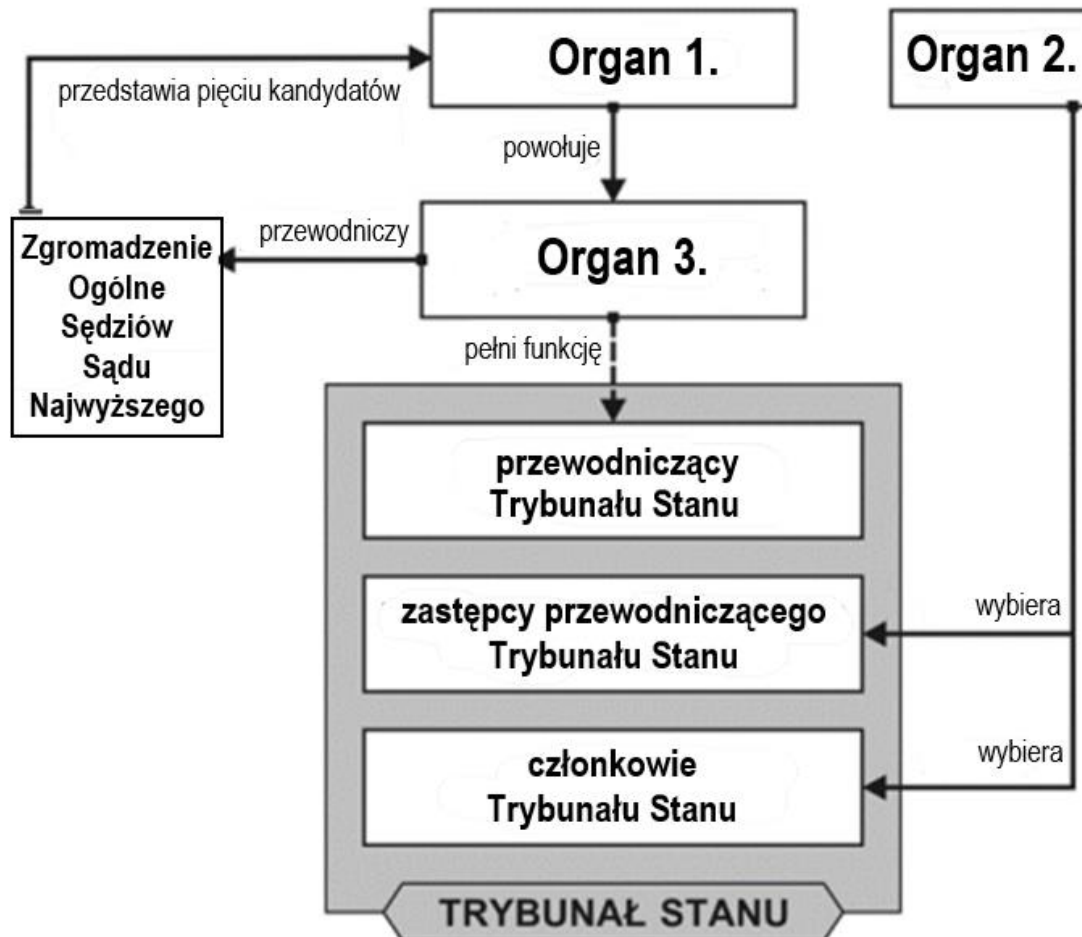 Organ 1.
Organ 2.
przedstawia pięciu kandydatów
powołuje
Zgromadzenie
Ogólne
Sędziów
Sądu
Najwyższego
przewodniczy
Organ 3.
pełni funkcję
przewodniczący
Trybunału Stanu
zastępcy przewodniczącego
Trybunału Stanu
wybiera
członkowie
Trybunału Stanu
wybiera
TRYBUNAŁ STANU